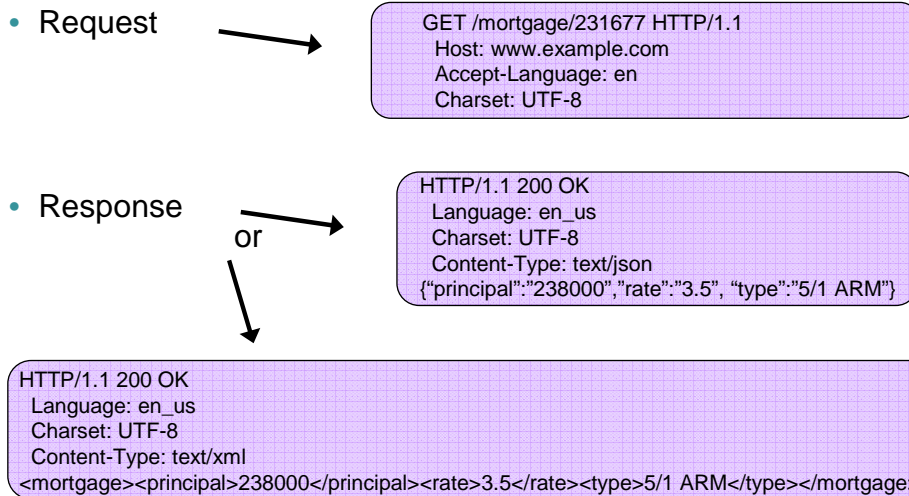 • Request
GET /mortgage/231677 HTTP/1.1
Host: www.example.com
Accept-Language: en
Charset: UTF-8
• Response
or
HTTP/1.1 200 OK
Language: en_us
Charset: UTF-8
Content-Type: text/json
{“principal”:”238000”,”rate”:”3.5”, “type”:”5/1 ARM”}
HTTP/1.1 200 OK
Language: en_us
Charset: UTF-8
Content-Type: text/xml
<mortgage><principal>238000</principal><rate>3.5</rate><type>5/1 ARM</type></mortgage>